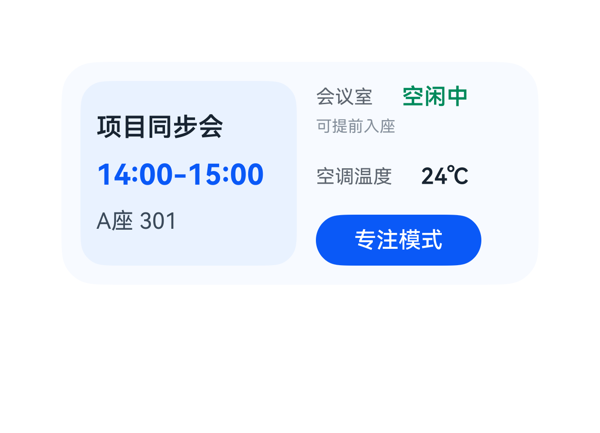 项目同步会
14:00-15:00
A座 301
会议室 空闲中
可提前入座
空调温度 24℃
专注模式